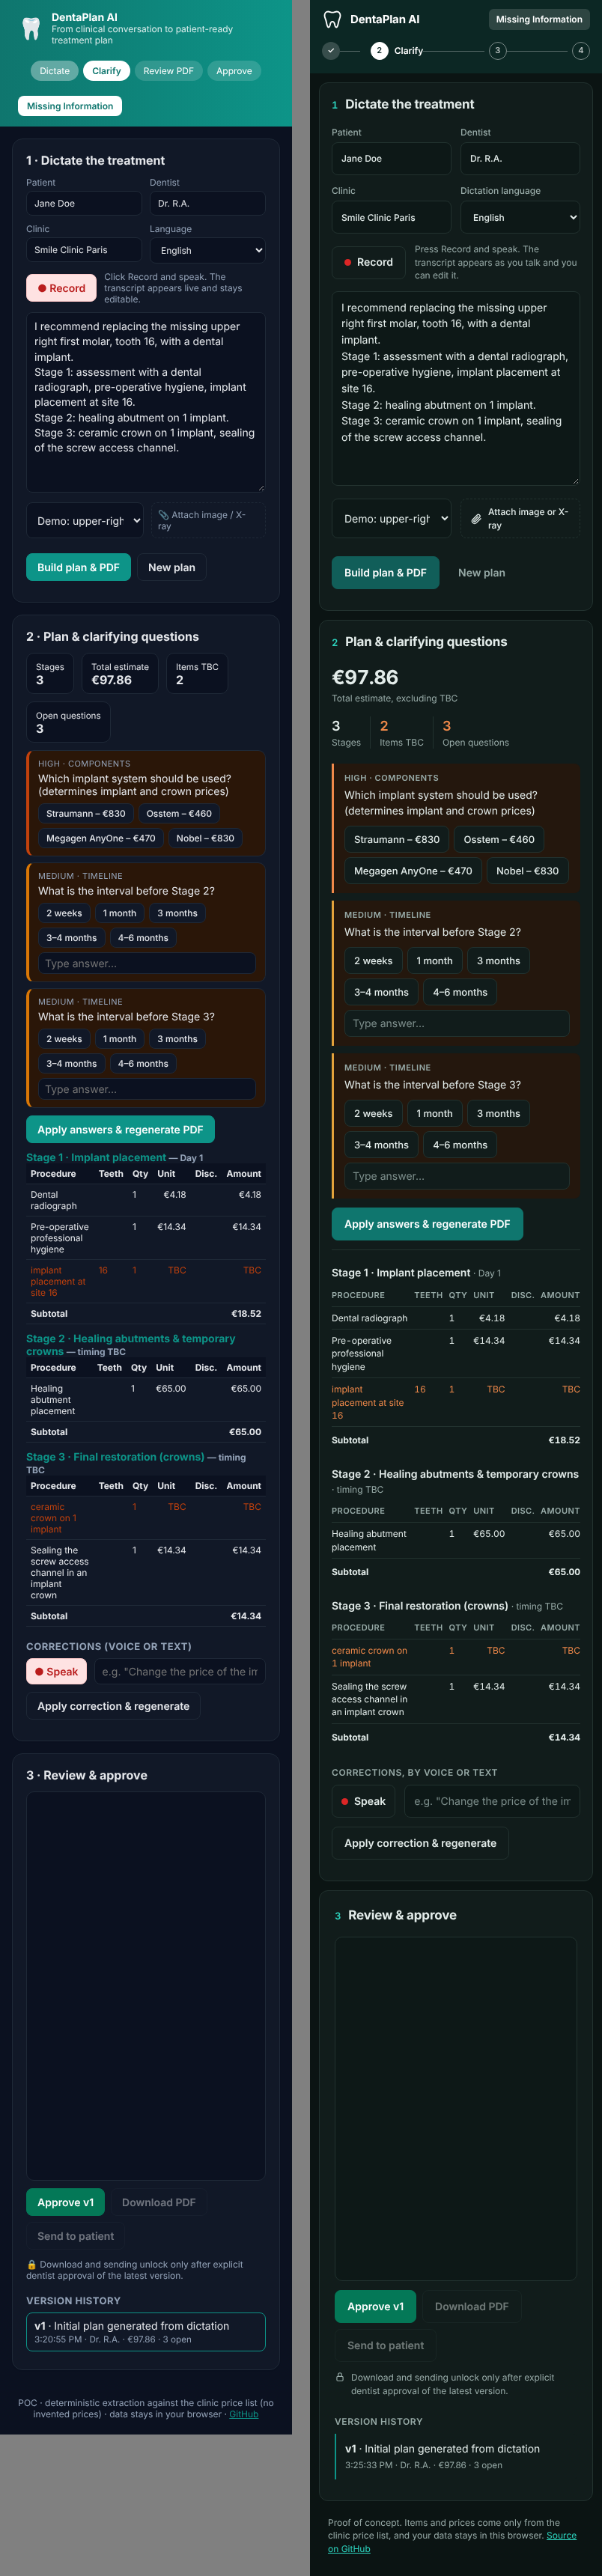 DentaPlan AI
From clinical conversation to patient-ready
treatment plan
Dictate
Clarify
Review PDF
Approve
Missing Information
1 · Dictate the treatment
Patient
Dentist
Jane Doe
Dr. R.A.
Clinic
Language
Smile Clinic Paris
English
Record
Click Record and speak. The
transcript appears live and stays
editable.
I recommend replacing the missing upper
right first molar, tooth 16, with a dental
implant.
Stage 1: assessment with a dental
radiograph, pre-operative hygiene, implant
placement at site 16.
Stage 2: healing abutment on 1 implant.
Stage 3: ceramic crown on 1 implant, sealing
of the screw access channel.
Demo: upper-righ
📎 Attach image / X-
ray
Build plan & PDF
New plan
2 · Plan & clarifying questions
Stages
3
Total estimate
€97.86
Items TBC
2
Open questions
3
HIGH · COMPONENTS
Which implant system should be used?
(determines implant and crown prices)
Straumann – €830
Osstem – €460
Megagen AnyOne – €470
Nobel – €830
MEDIUM · TIMELINE
What is the interval before Stage 2?
2 weeks
1 month
3 months
3–4 months
4–6 months
Type answer...
MEDIUM · TIMELINE
What is the interval before Stage 3?
2 weeks
1 month
3 months
3–4 months
4–6 months
Type answer...
Apply answers & regenerate PDF
Stage 1 · Implant placement — Day 1
Procedure Teeth Qty Unit Disc. Amount
Dental
radiograph
1 €4.18 €4.18
Pre-operative
professional
hygiene
1 €14.34 €14.34
implant
placement at
site 16
16 1 TBC TBC
Subtotal €18.52
Stage 2 · Healing abutments & temporary
crowns — timing TBC
Procedure Teeth Qty Unit Disc. Amount
Healing
abutment
placement
1 €65.00 €65.00
Subtotal €65.00
Stage 3 · Final restoration (crowns) — timing
TBC
Procedure Teeth Qty Unit Disc. Amount
ceramic
crown on 1
implant
1 TBC TBC
Sealing the
screw access
channel in an
implant
crown
1 €14.34 €14.34
Subtotal €14.34
CORRECTIONS (VOICE OR TEXT)
Speak
e.g. "Change the price of the im
Apply correction & regenerate
3 · Review & approve
Approve v1
Download PDF
Send to patient
🔒 Download and sending unlock only after explicit
dentist approval of the latest version.
VERSION HISTORY
v1 · Initial plan generated from dictation
3:20:55 PM · Dr. R.A. · €97.86 · 3 open
POC · deterministic extraction against the clinic price list (no
invented prices) · data stays in your browser · GitHub
DentaPlan AI
Missing Information
2
Clarify
3
4
1 Dictate the treatment
Patient
Dentist
Jane Doe
Dr. R.A.
Clinic
Dictation language
Smile Clinic Paris
English
Record
Press Record and speak. The
transcript appears as you talk and you
can edit it.
I recommend replacing the missing upper
right first molar, tooth 16, with a dental
implant.
Stage 1: assessment with a dental radiograph,
pre-operative hygiene, implant placement at
site 16.
Stage 2: healing abutment on 1 implant.
Stage 3: ceramic crown on 1 implant, sealing
of the screw access channel.
Demo: upper-righ
Attach image or X-
ray
Build plan & PDF
New plan
2 Plan & clarifying questions
€97.86
Total estimate, excluding TBC
3
Stages
2
Items TBC
3
Open questions
HIGH · COMPONENTS
Which implant system should be used?
(determines implant and crown prices)
Straumann – €830
Osstem – €460
Megagen AnyOne – €470
Nobel – €830
MEDIUM · TIMELINE
What is the interval before Stage 2?
2 weeks
1 month
3 months
3–4 months
4–6 months
Type answer...
MEDIUM · TIMELINE
What is the interval before Stage 3?
2 weeks
1 month
3 months
3–4 months
4–6 months
Type answer...
Apply answers & regenerate PDF
Stage 1 · Implant placement · Day 1
PROCEDURE TEETH QTY UNIT DISC. AMOUNT
Dental radiograph 1 €4.18 €4.18
Pre-operative
professional
hygiene
1 €14.34 €14.34
implant
placement at site
16
16 1 TBC TBC
Subtotal €18.52
Stage 2 · Healing abutments & temporary crowns
· timing TBC
PROCEDURE TEETH QTY UNIT DISC. AMOUNT
Healing abutment
placement
1 €65.00 €65.00
Subtotal €65.00
Stage 3 · Final restoration (crowns) · timing TBC
PROCEDURE TEETH QTY UNIT DISC. AMOUNT
ceramic crown on
1 implant
1 TBC TBC
Sealing the screw
access channel in
an implant crown
1 €14.34 €14.34
Subtotal €14.34
CORRECTIONS, BY VOICE OR TEXT
Speak
e.g. "Change the price of the im
Apply correction & regenerate
3 Review & approve
Approve v1
Download PDF
Send to patient
Download and sending unlock only after explicit
dentist approval of the latest version.
VERSION HISTORY
v1 · Initial plan generated from dictation
3:25:33 PM · Dr. R.A. · €97.86 · 3 open
Proof of concept. Items and prices come only from the
clinic price list, and your data stays in this browser. Source
on GitHub